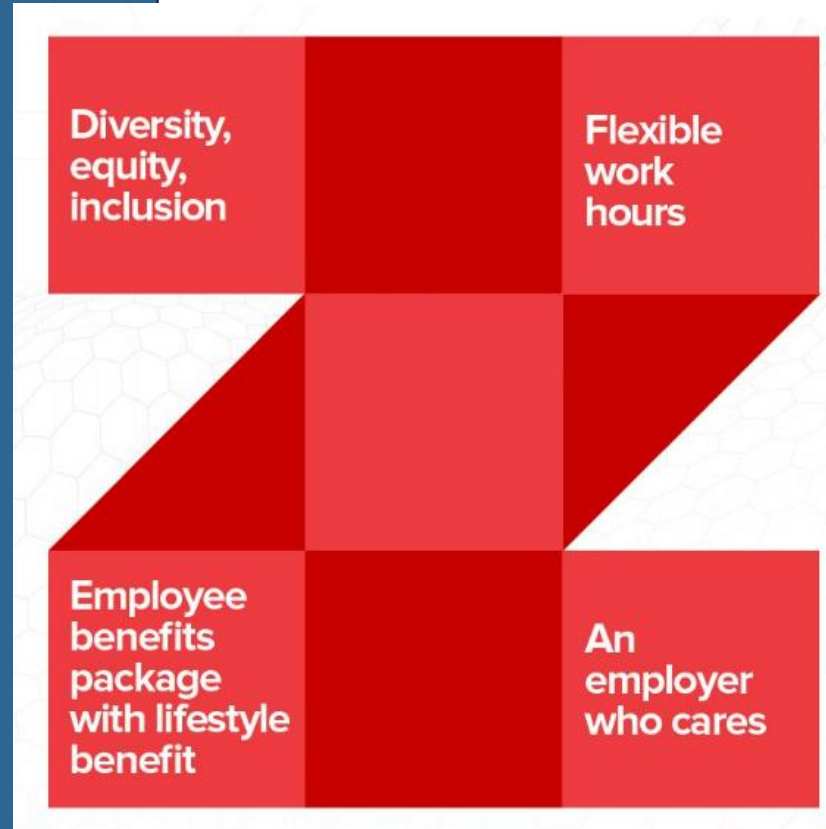 Diversity,
equity,
inclusion
Flexible
work
hours
Employee
benefits
package
with lifestyle
benefit
An
employer
who cares